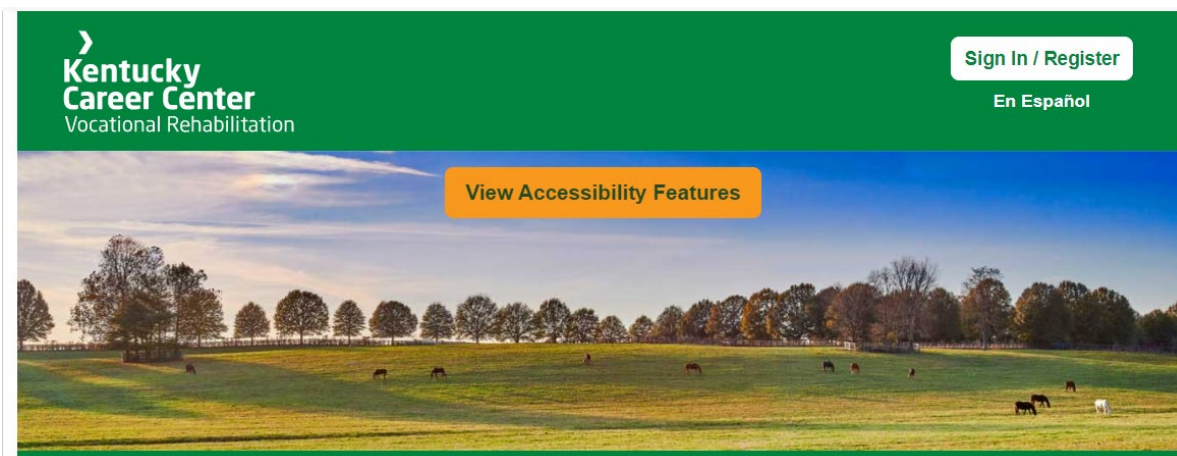 Kentucky
Career Center
Vocational Rehabilitation
Sign In / Register
En Español
View Accessibility Features